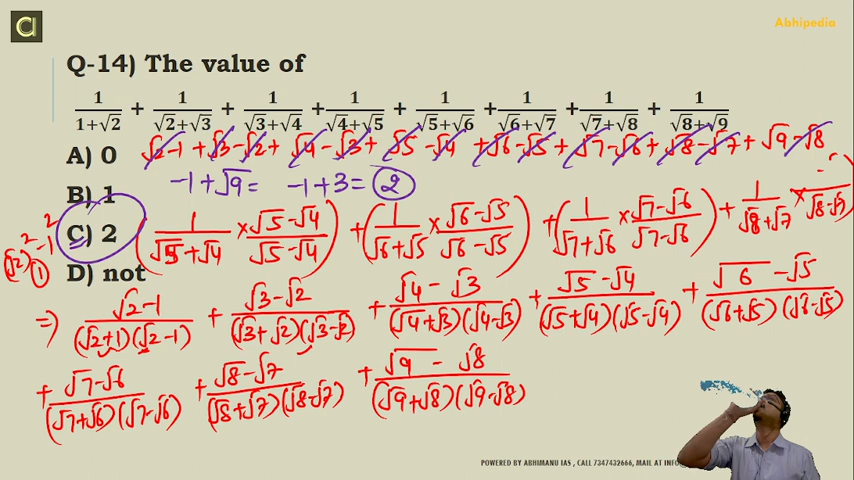 a
Abhipedia
Q-14) The value of
1/(1+√2) + 1/(√2+√3) + 1/(√3+√4) + 1/(√4+√5) + 1/(√5+√6) + 1/(√6+√7) + 1/(√7+√8) + 1/(√8+√9)
√2-1 + √3-√2 + √4-√3 + √5-√4 + √6-√5 + √7-√6 + √8-√7 + √9-√8
A) 0
-1+√9 = -1+3 = 2
B) 1
C) 2
(√2)² -1²
1
(1/(√5+√4) × (√5-√4)/(√5-√4)) + (1/(√6+√5) × (√6-√5)/(√6-√5)) + (1/(√7+√6) × (√7-√6)/(√7-√6)) + 1/(√8+√7) × /(√8-√7)
D) not
⇒ (√2-1)/((√2+1)(√2-1)) + (√3-√2)/((√3+√2)(√3-√2)) + (√4-√3)/((√4+√3)(√4-√3)) + (√5-√4)/((√5+√4)(√5-√4)) + (√6-√5)/((√6+√5)(√6-√5))
+ (√7-√6)/((√7+√6)(√7-√6)) + (√8-√7)/((√8+√7)(√8-√7)) + (√9-√8)/((√9+√8)(√9-√8))
POWERED BY ABHIMANU IAS , CALL 7347432666, MAIL AT INFO@